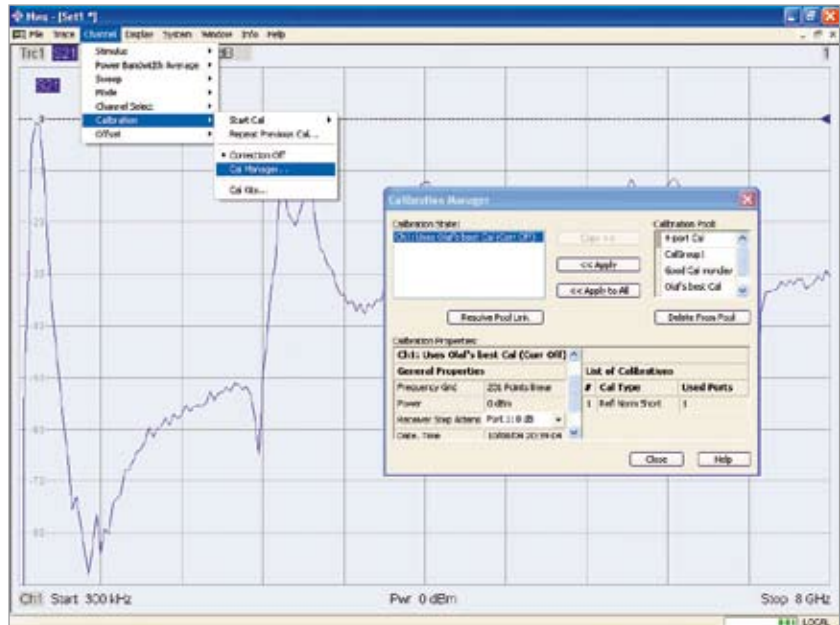 Nwa - [Set1 *]
File Trace Channel Display System Window Info Help
Trc1 S21 dB 1
S21
Stimulus
Power Bandwidth Average
Sweep
Mode
Channel Select
Calibration
Offset
Start Cal
Repeat Previous Cal...
Correction Off
Cal Manager...
Cal Kits...
Calibration Manager
Calibration State: Calibration Pool:
Ch1: Uses Olaf's best Cal (Corr Off)
Copy >>
<< Apply
<< Apply to All
4 port Cal
CalGroup1
Good Cal
Olaf's best Cal
Resolve Pool Link Delete From Pool
Calibration Properties:
Ch1: Uses Olaf's best Cal (Corr Off)
General Properties
Frequency Grid 201 Points linear
Power 0 dBm
Receiver Step Attens Port 1: 0 dB
Date, Time
List of Calibrations
# Cal Type Used Ports
1 Refl Norm Short 1
Close Help
Ch1 Start 300 kHz Pwr 0 dBm Stop 8 GHz
LOCAL